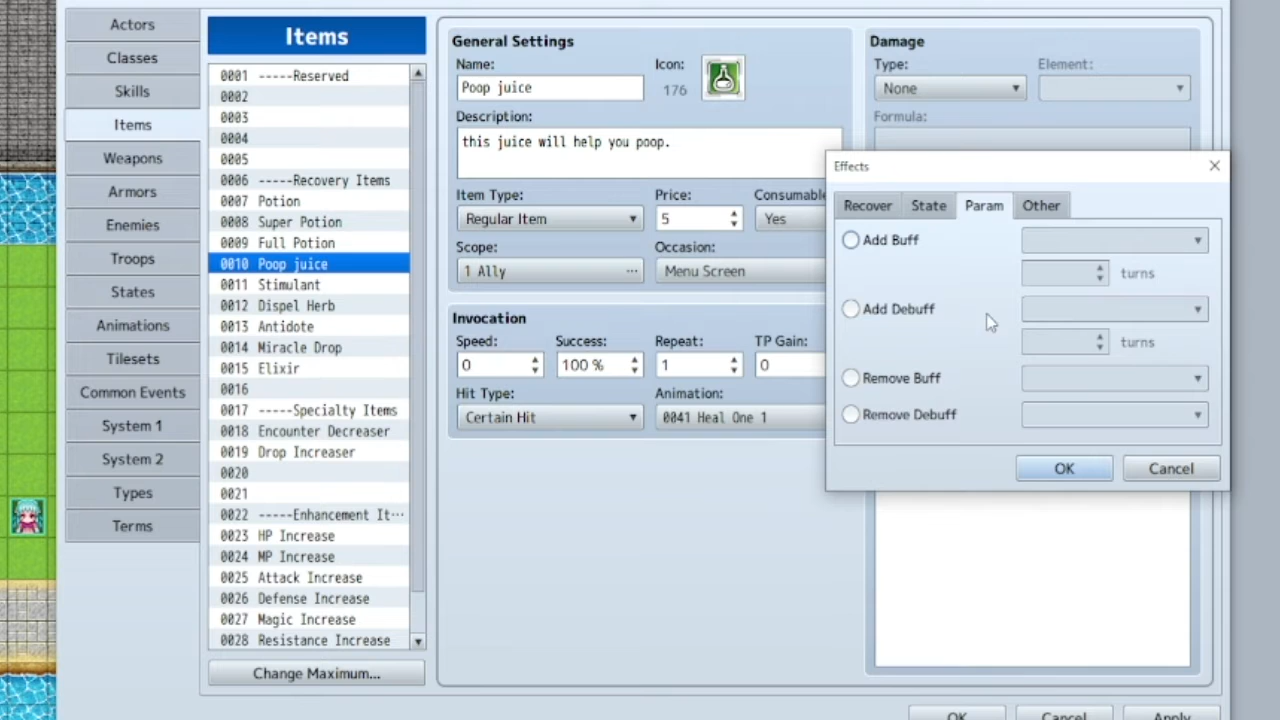 Actors
Classes
Skills
Items
Weapons
Armors
Enemies
Troops
States
Animations
Tilesets
Common Events
System 1
System 2
Types
Terms
Items
0001 -----Reserved
0002
0003
0004
0005
0006 -----Recovery Items
0007 Potion
0008 Super Potion
0009 Full Potion
0010 Poop juice
0011 Stimulant
0012 Dispel Herb
0013 Antidote
0014 Miracle Drop
0015 Elixir
0016
0017 -----Specialty Items
0018 Encounter Decreaser
0019 Drop Increaser
0020
0021
0022 -----Enhancement It…
0023 HP Increase
0024 MP Increase
0025 Attack Increase
0026 Defense Increase
0027 Magic Increase
0028 Resistance Increase
Change Maximum...
General Settings
Name: Icon:
Poop juice 176
Description:
this juice will help you poop.
Item Type: Price: Consumable
Regular Item 5 Yes
Scope: Occasion:
1 Ally ... Menu Screen
Invocation
Speed: Success: Repeat: TP Gain:
0 100 % 1 0
Hit Type: Animation:
Certain Hit 0041 Heal One 1
Damage
Type: Element:
None
Formula:
Effects
Recover State Param Other
Add Buff
turns
Add Debuff
turns
Remove Buff
Remove Debuff
OK Cancel
OK Cancel Apply